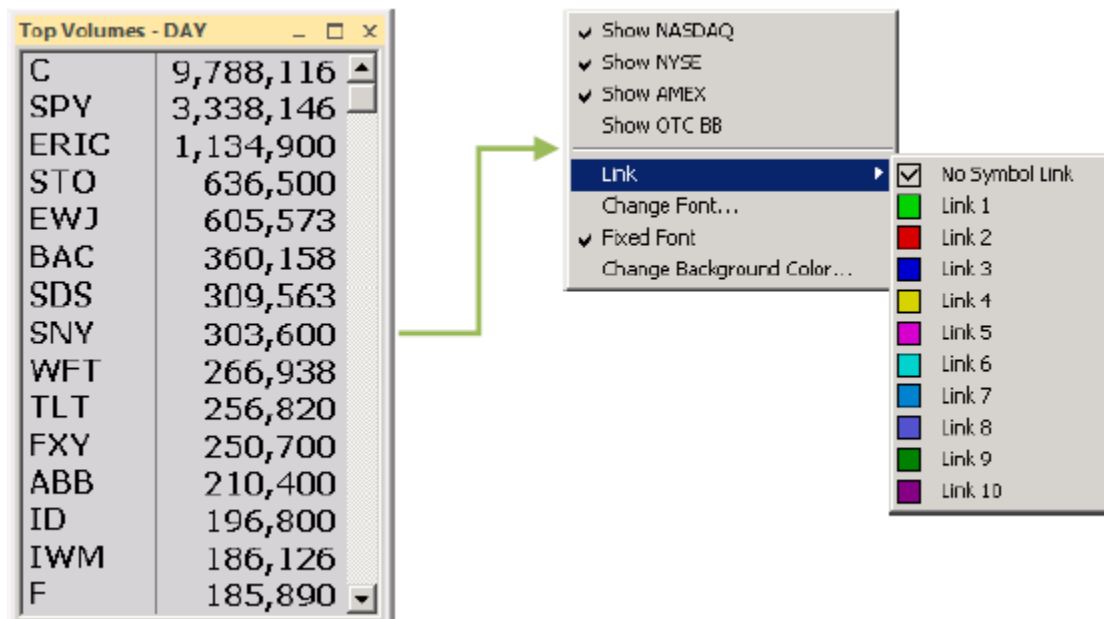 Top Volumes - DAY
C 9,788,116
SPY 3,338,146
ERIC 1,134,900
STO 636,500
EWJ 605,573
BAC 360,158
SDS 309,563
SNY 303,600
WFT 266,938
TLT 256,820
FXY 250,700
ABB 210,400
ID 196,800
IWM 186,126
F 185,890
Show NASDAQ
Show NYSE
Show AMEX
Show OTC BB
Link
Change Font...
Fixed Font
Change Background Color...
No Symbol Link
Link 1
Link 2
Link 3
Link 4
Link 5
Link 6
Link 7
Link 8
Link 9
Link 10